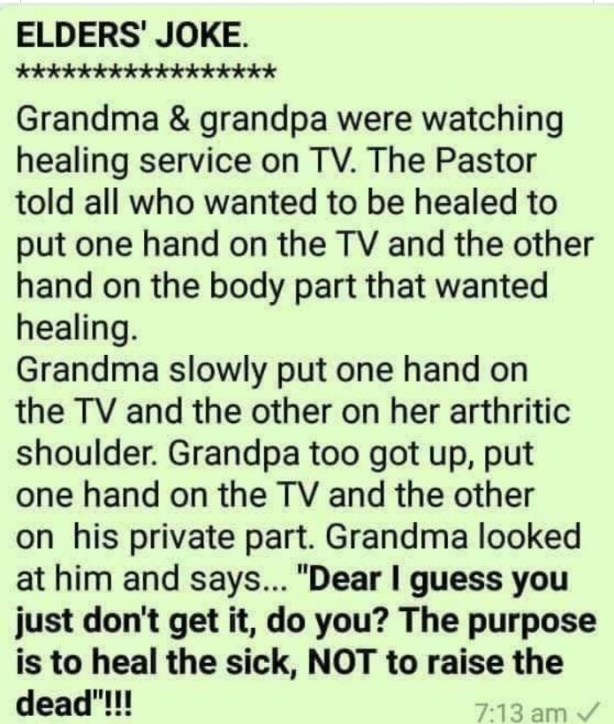 ELDERS' JOKE.
*****************
Grandma & grandpa were watching
healing service on TV. The Pastor
told all who wanted to be healed to
put one hand on the TV and the other
hand on the body part that wanted
healing.
Grandma slowly put one hand on
the TV and the other on her arthritic
shoulder. Grandpa too got up, put
one hand on the TV and the other
on  his private part. Grandma looked
at him and says... "Dear I guess you
just don't get it, do you? The purpose
is to heal the sick, NOT to raise the
dead"!!!
7:13 am ✓